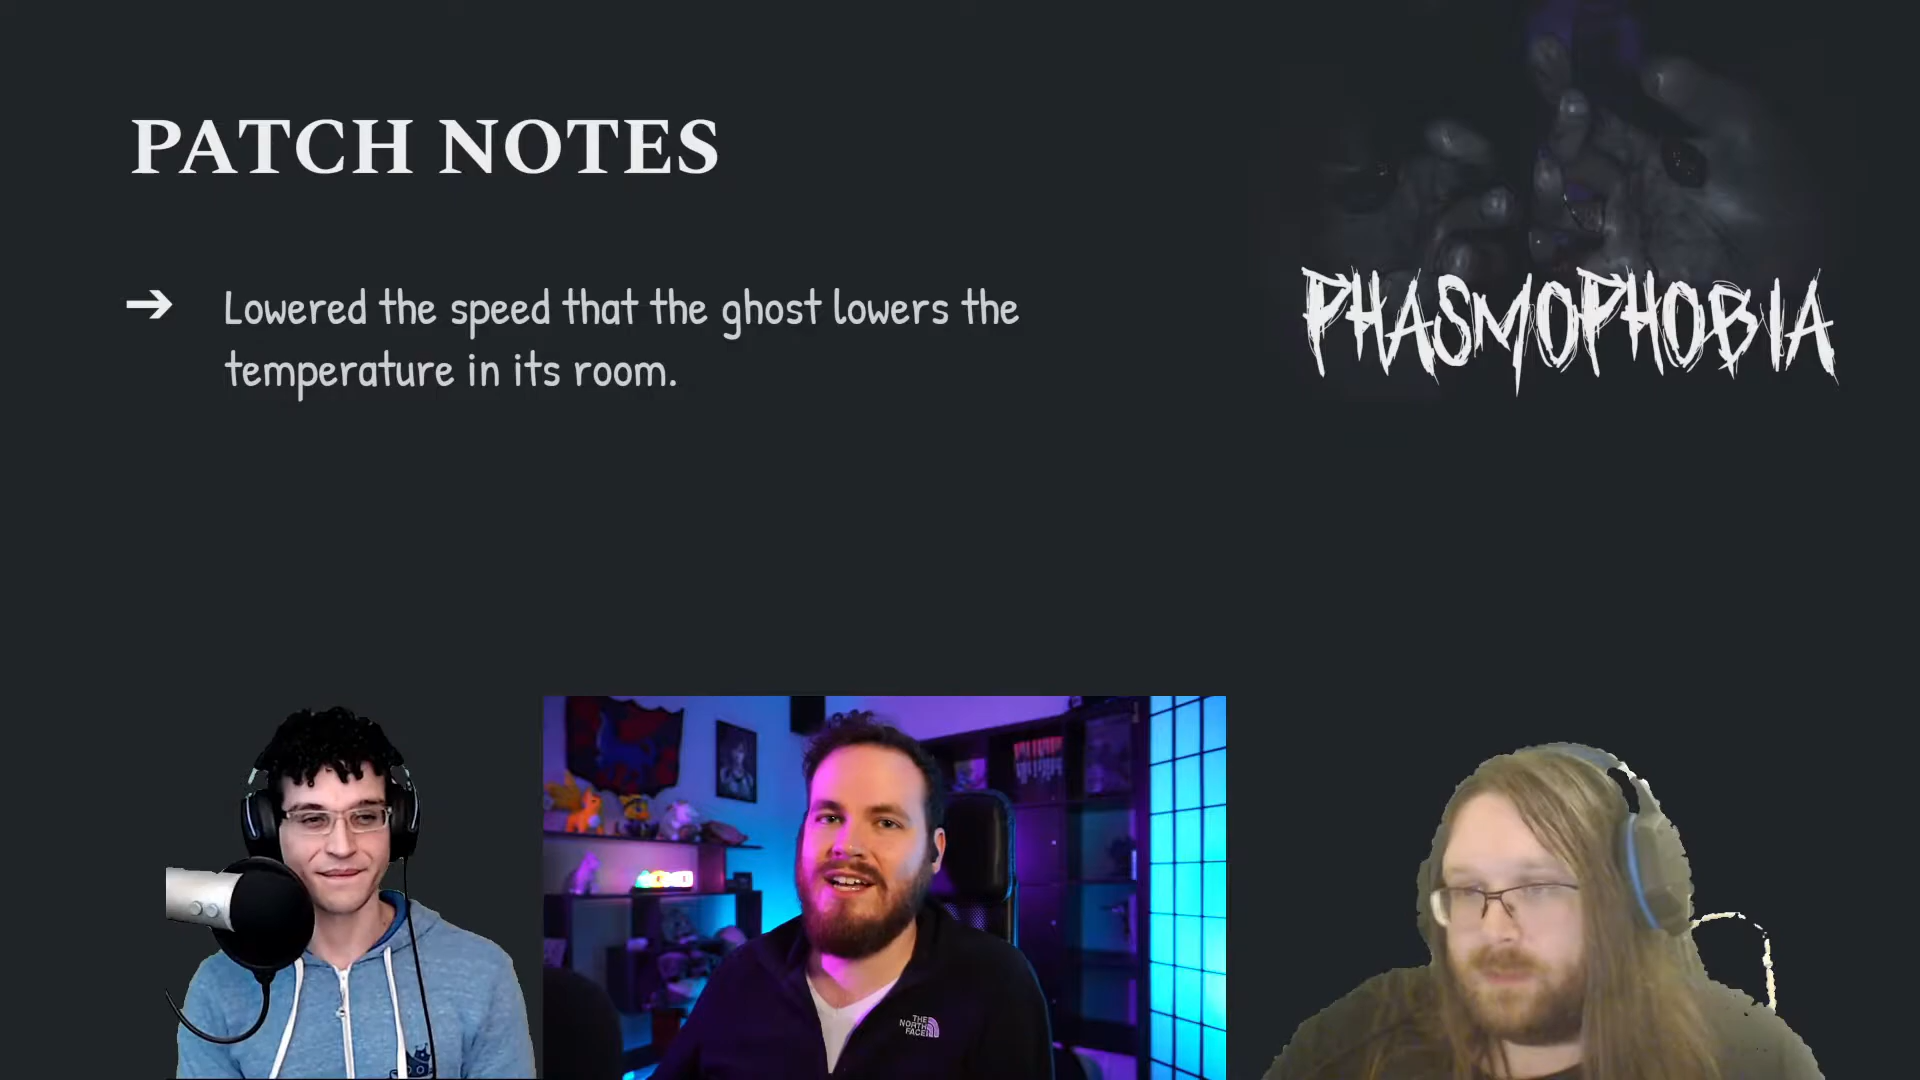 PATCH NOTES
➔ Lowered the speed that the ghost lowers the
temperature in its room.
PHASMOPHOBIA
THE
NORTH
FACE